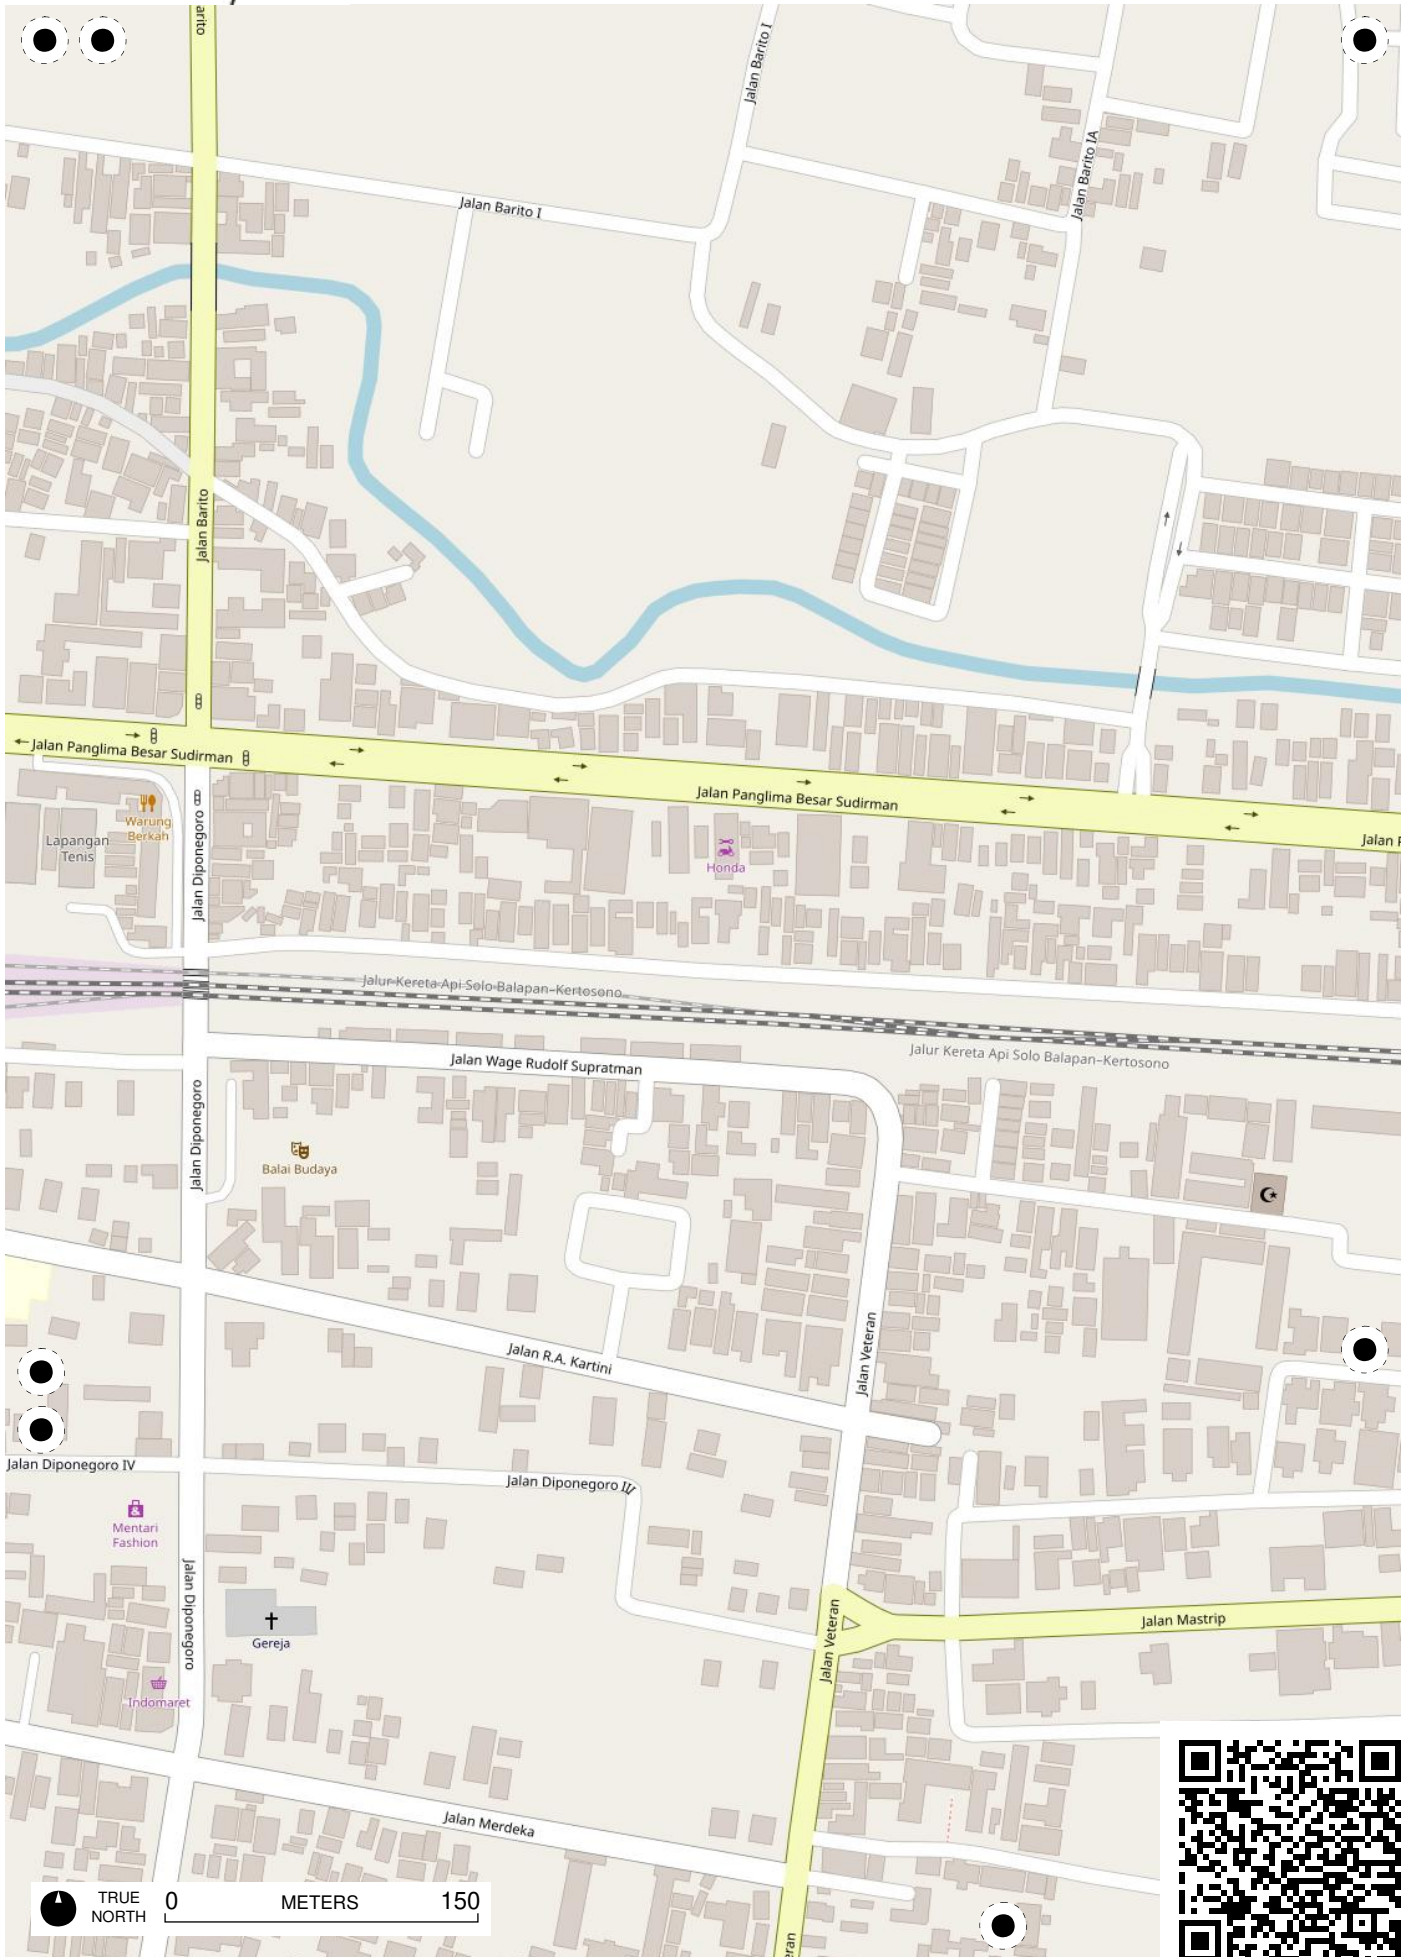 arito
Jalan Barito I
Jalan Barito IA
Jalan Barito I
Jalan Barito
Jalan Panglima Besar Sudirman
Jalan Panglima Besar Sudirman
Jalan P
Warung
Berkah
Lapangan
Tenis
Jalan Diponegoro
Honda
Jalur Kereta Api Solo Balapan–Kertosono
Jalur Kereta Api Solo Balapan–Kertosono
Jalan Wage Rudolf Supratman
Jalan Diponegoro
Balai Budaya
Jalan R.A. Kartini
Jalan Veteran
Jalan Diponegoro IV
Jalan Diponegoro III
Mentari
Fashion
Jalan Diponegoro
Gereja
Jalan Veteran
Jalan Mastrip
Indomaret
Jalan Merdeka
TRUE
NORTH
0 METERS 150
eran